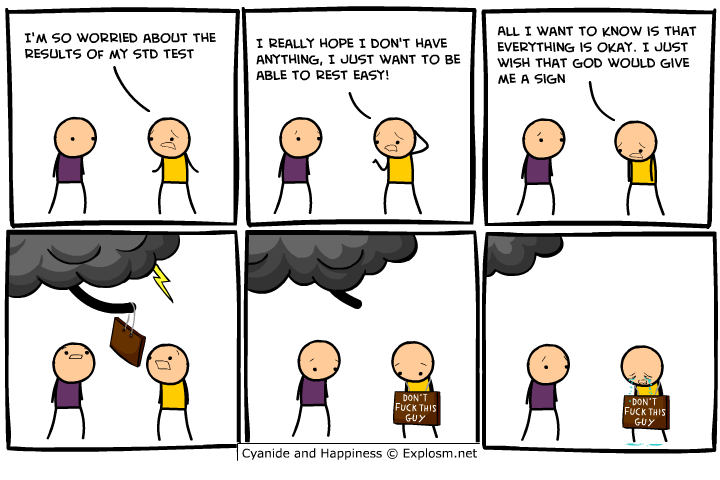 I'M SO WORRIED ABOUT THE
RESULTS OF MY STD TEST
I REALLY HOPE I DON'T HAVE
ANYTHING, I JUST WANT TO BE
ABLE TO REST EASY!
ALL I WANT TO KNOW IS THAT
EVERYTHING IS OKAY. I JUST
WISH THAT GOD WOULD GIVE
ME A SIGN
DON'T
FUCK THIS
GUY
DON'T
FUCK THIS
GUY
Cyanide and Happiness © Explosm.net